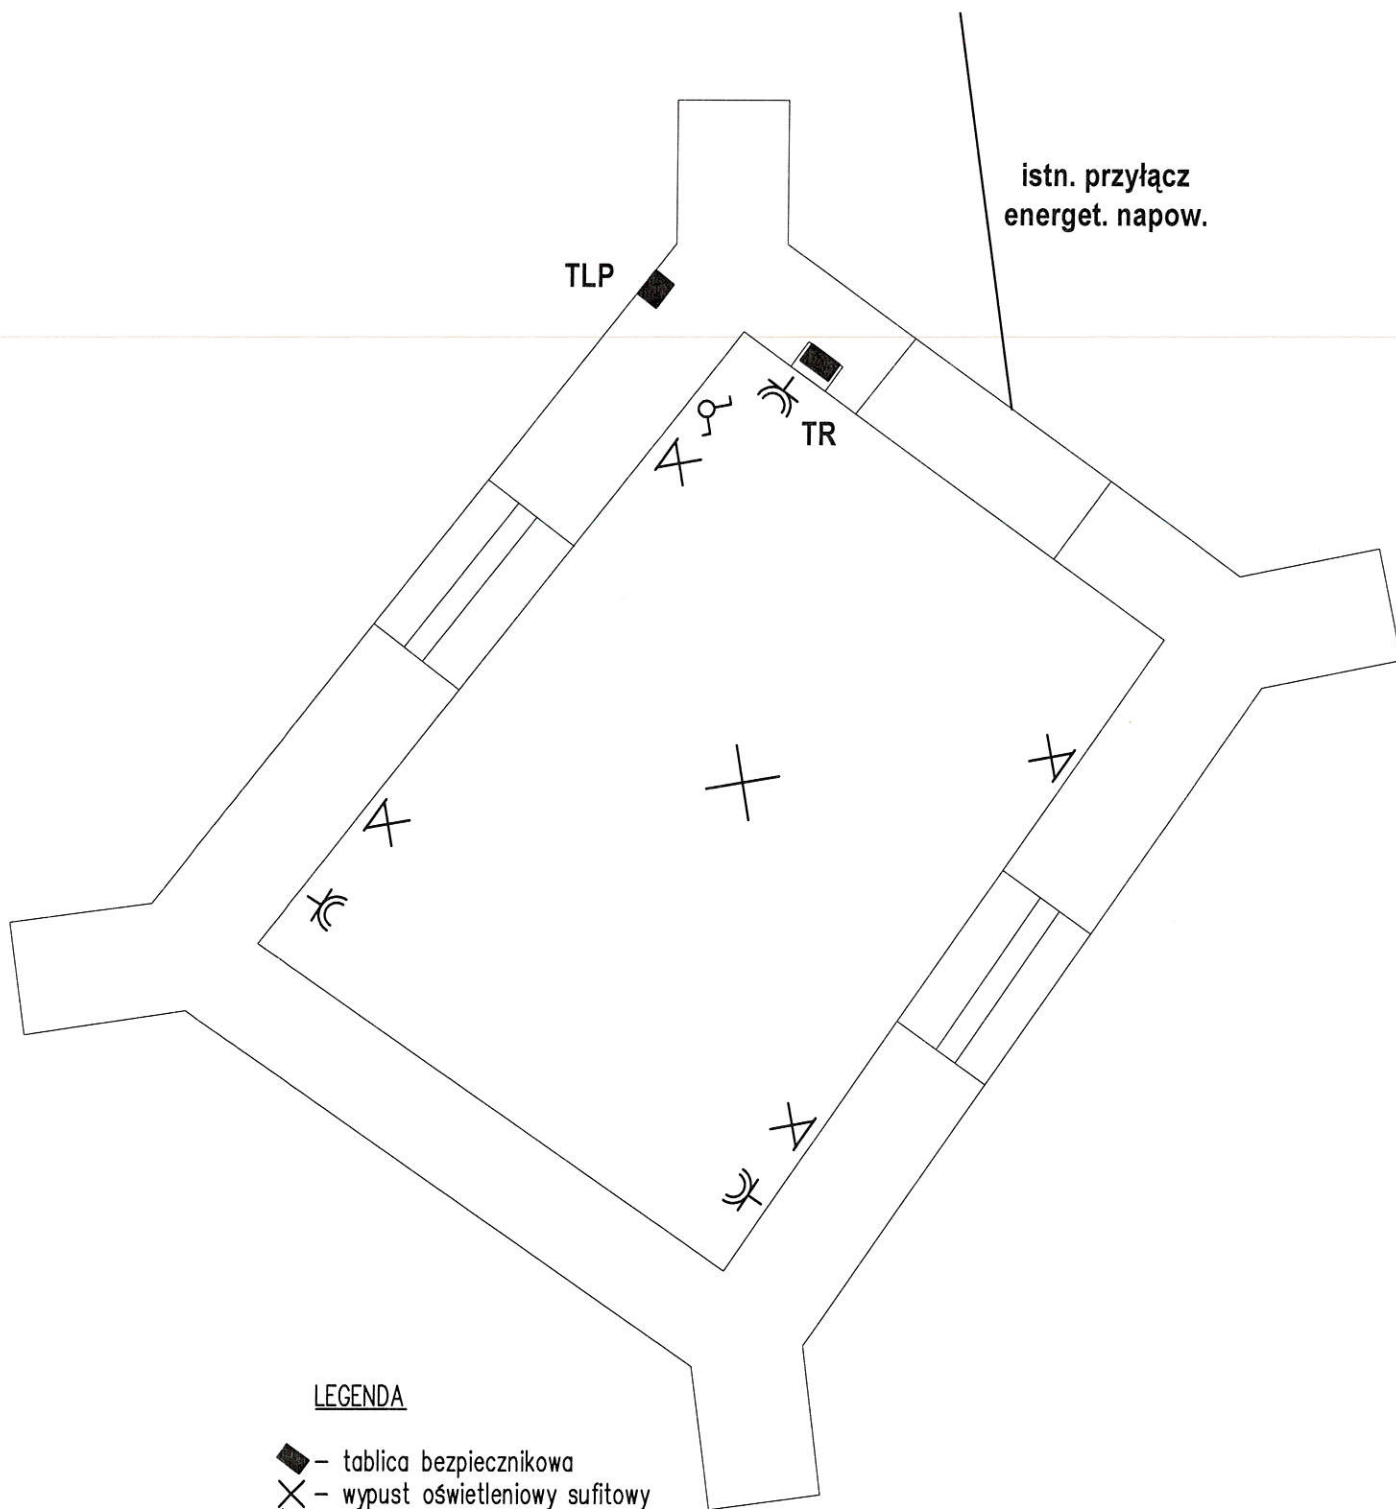 istn. przyłącz
energet. napow.
TLP
TR
LEGENDA
– tablica bezpiecznikowa
– wypust oświetleniowy sufitowy